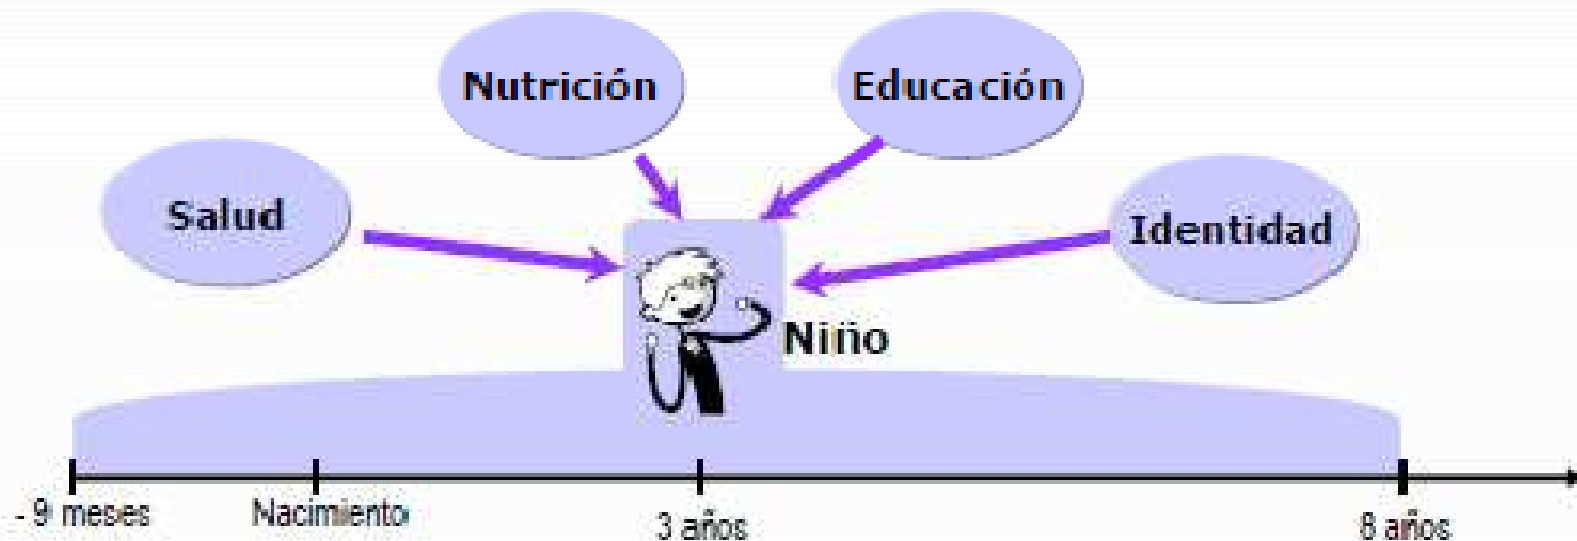 Nutrición
Educación
Salud
Identidad
Niño
- 9 meses
Nacimiento
3 años
8 años